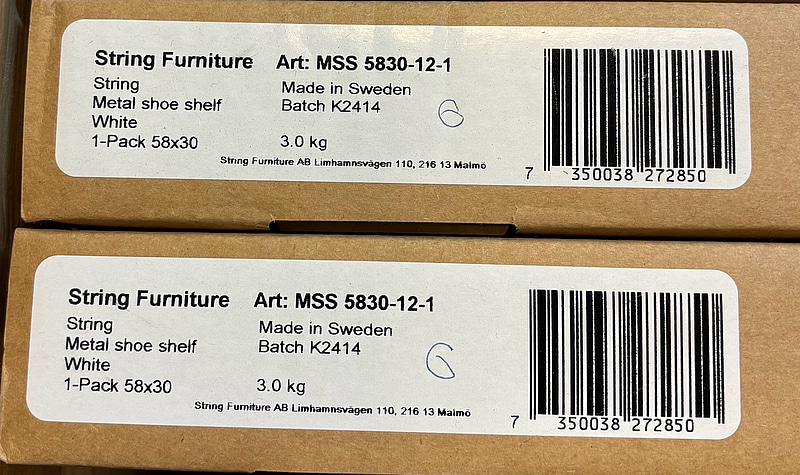 String Furniture Art: MSS 5830-12-1
String Made in Sweden
Metal shoe shelf Batch K2414
White
6
1-Pack 58x30 3.0 kg
String Furniture AB Limhamnsvägen 110, 216 13 Malmö
7 350038 272850
String Furniture Art: MSS 5830-12-1
String Made in Sweden
Metal shoe shelf Batch K2414
White
6
1-Pack 58x30 3.0 kg
String Furniture AB Limhamnsvägen 110, 216 13 Malmö
7 350038 272850